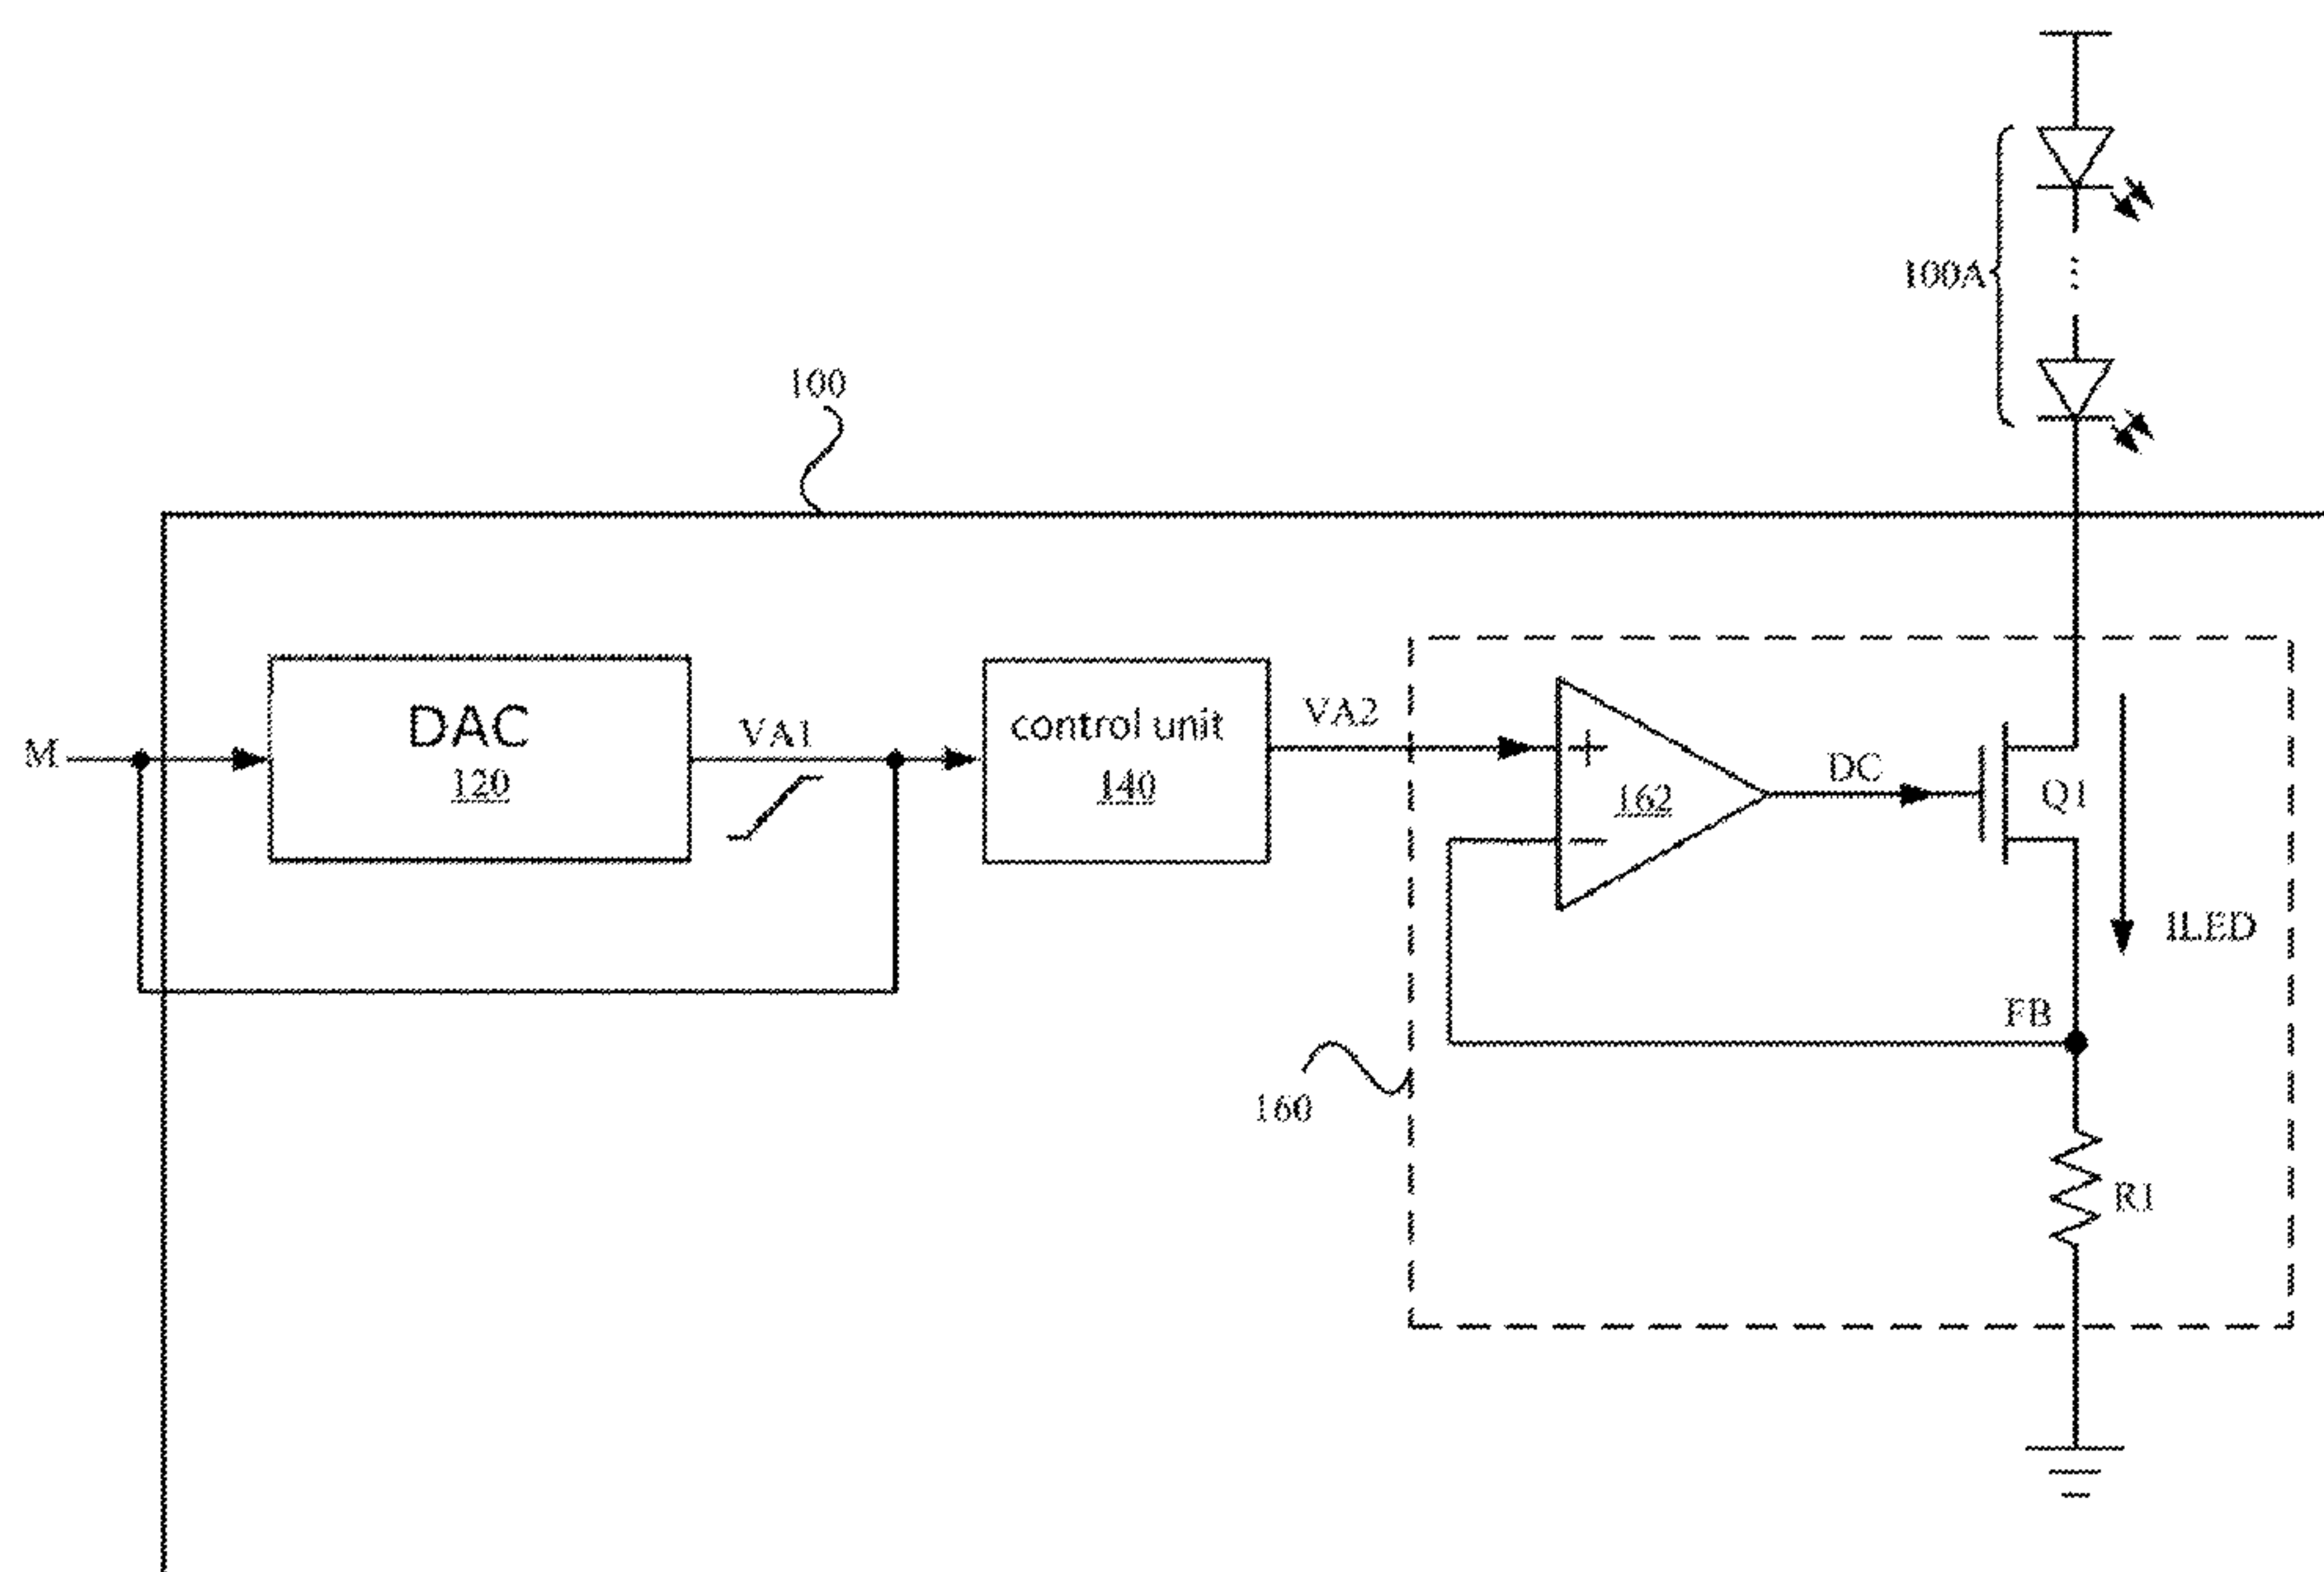 100A
100
M
DAC
120
VA1
control unit
140
VA2
+
−
162
DC
Q1
ILED
FB
160
R1